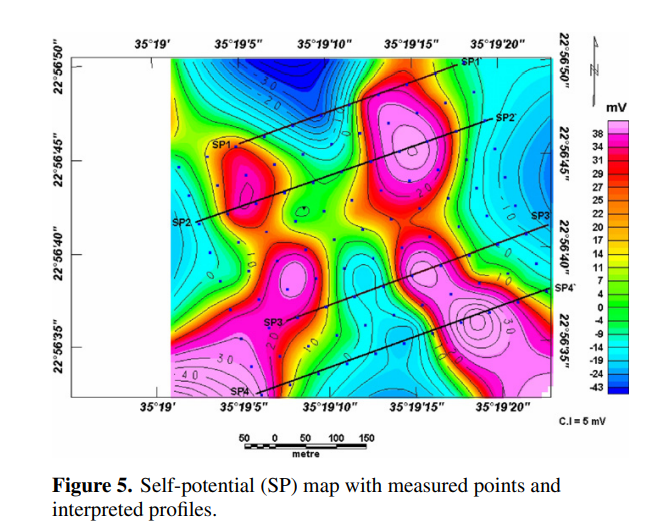 35°19' 35°19'5" 35°19'10" 35°19'15" 35°19'20"
22°56'50" 22°56'50"
SP1'
mV
SP2'
38
34
31
29
27
25
22
20
17
14
11
7
4
0
-4
-9
-14
-19
-24
-43
SP1
22°56'45" 22°56'45"
SP2
SP3'
22°56'40" 22°56'40"
SP4'
SP3
22°56'35" 22°56'35"
SP4
30
40
35°19' 35°19'5" 35°19'10" 35°19'15" 35°19'20"
C.I = 5 mV
50 0 50 100 150
metre
Figure 5. Self-potential (SP) map with measured points and
interpreted profiles.